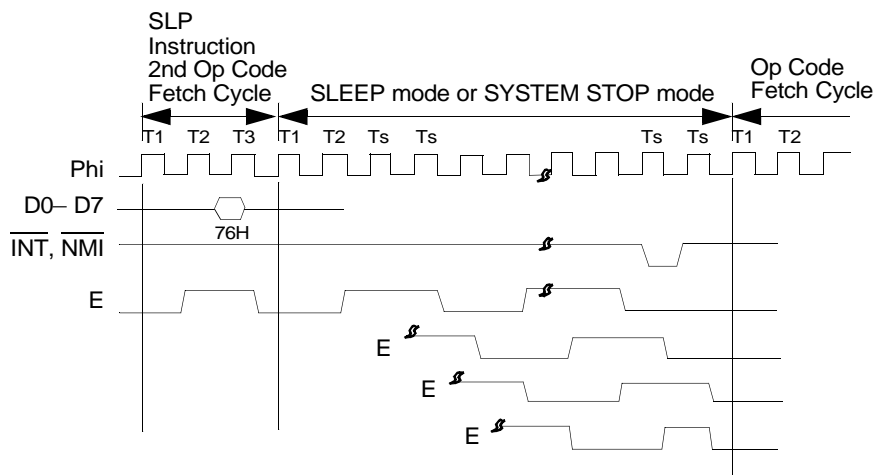 SLP
Instruction
2nd Op Code
Fetch Cycle
SLEEP mode or SYSTEM STOP mode
Op Code
Fetch Cycle
T1 T2 T3 T1 T2 Ts Ts Ts Ts T1 T2
Phi
D0– D7
76H
INT, NMI
E
E
E
E